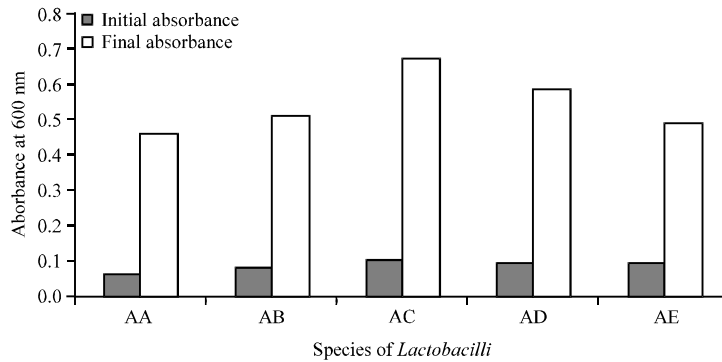 Initial absorbance
Final absorbance
Aborbance at 600 nm
0.8
0.7
0.6
0.5
0.4
0.3
0.2
0.1
0.0
AA AB AC AD AE
Species of Lactobacilli